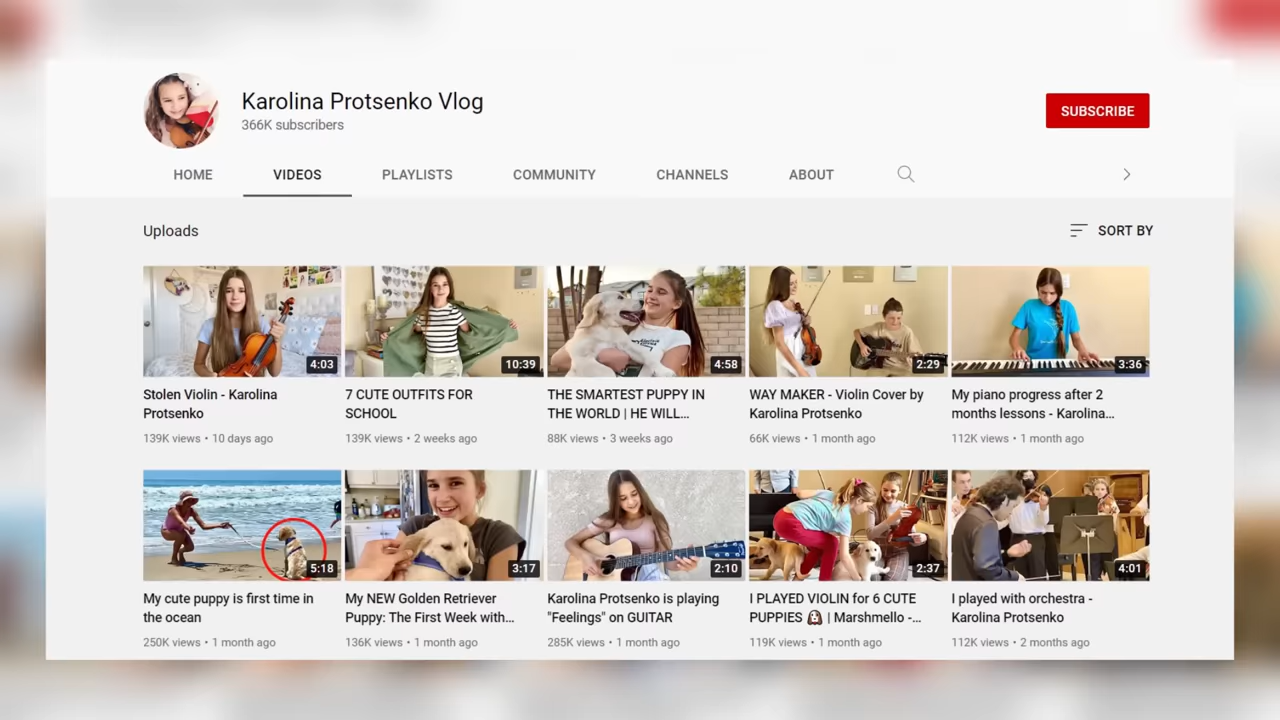 Karolina Protsenko Vlog
366K subscribers
SUBSCRIBE
HOME
VIDEOS
PLAYLISTS
COMMUNITY
CHANNELS
ABOUT
Uploads
SORT BY
4:03
10:39
4:58
2:29
3:36
Stolen Violin - Karolina
Protsenko
139K views • 10 days ago
7 CUTE OUTFITS FOR
SCHOOL
139K views • 2 weeks ago
THE SMARTEST PUPPY IN
THE WORLD | HE WILL...
88K views • 3 weeks ago
WAY MAKER - Violin Cover by
Karolina Protsenko
66K views • 1 month ago
My piano progress after 2
months lessons - Karolina...
112K views • 1 month ago
5:18
3:17
2:10
2:37
4:01
My cute puppy is first time in
the ocean
250K views • 1 month ago
My NEW Golden Retriever
Puppy: The First Week with...
136K views • 1 month ago
Karolina Protsenko is playing
"Feelings" on GUITAR
285K views • 1 month ago
I PLAYED VIOLIN for 6 CUTE
PUPPIES 🐶 | Marshmello -...
119K views • 1 month ago
I played with orchestra -
Karolina Protsenko
112K views • 2 months ago